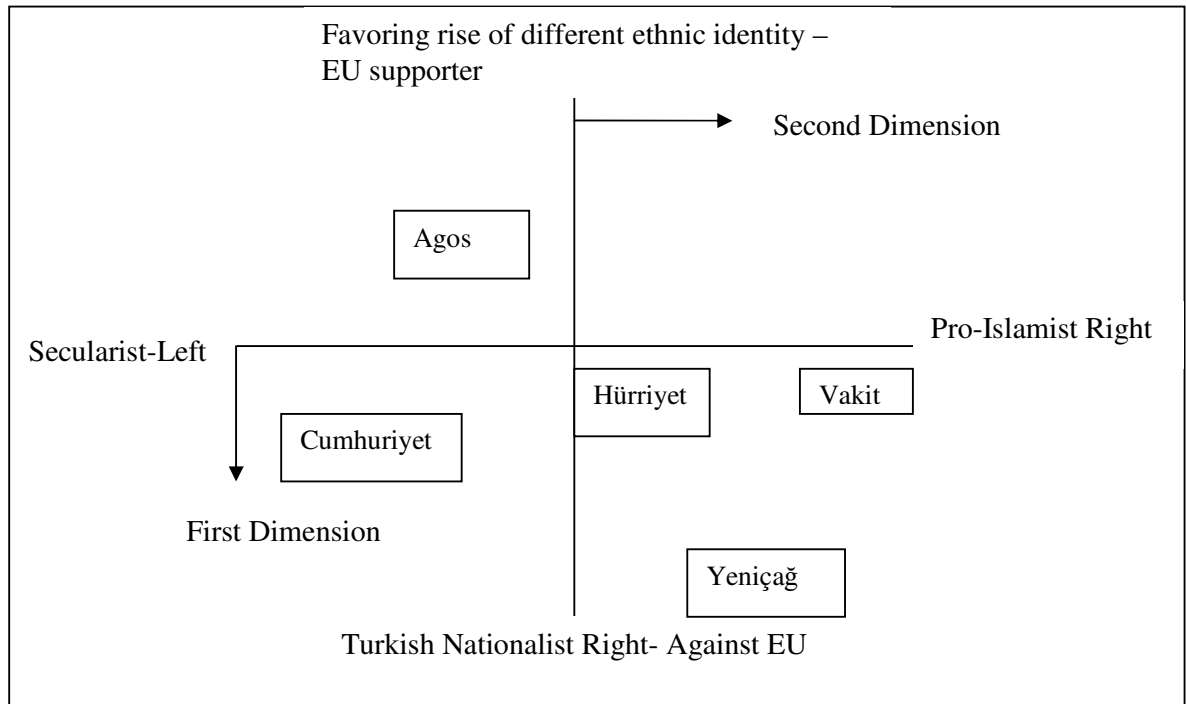 Favoring rise of different ethnic identity –
EU supporter
Second Dimension
Agos
Pro-Islamist Right
Secularist-Left
Hürriyet
Vakit
Cumhuriyet
First Dimension
Yeniçağ
Turkish Nationalist Right- Against EU